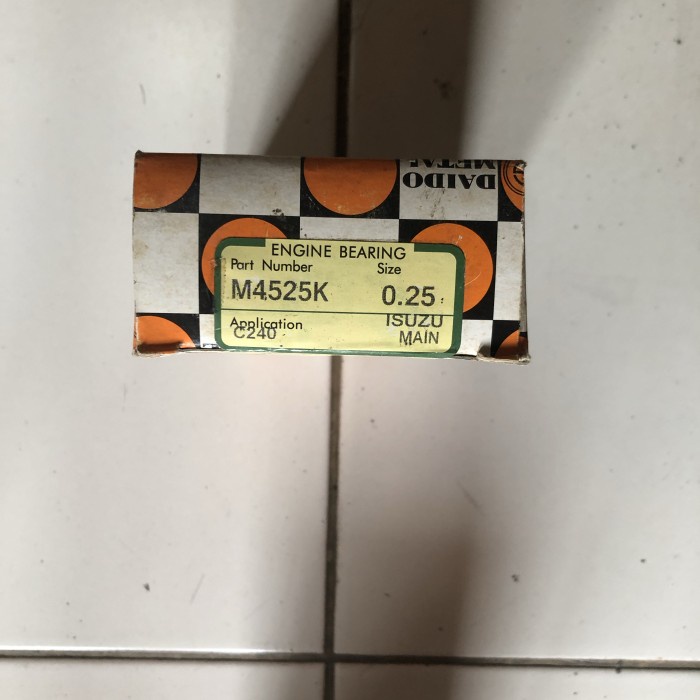 DAIDO
METAL
ENGINE BEARING
Part Number Size
M4525K 0.25
Application ISUZU
C240 MAIN